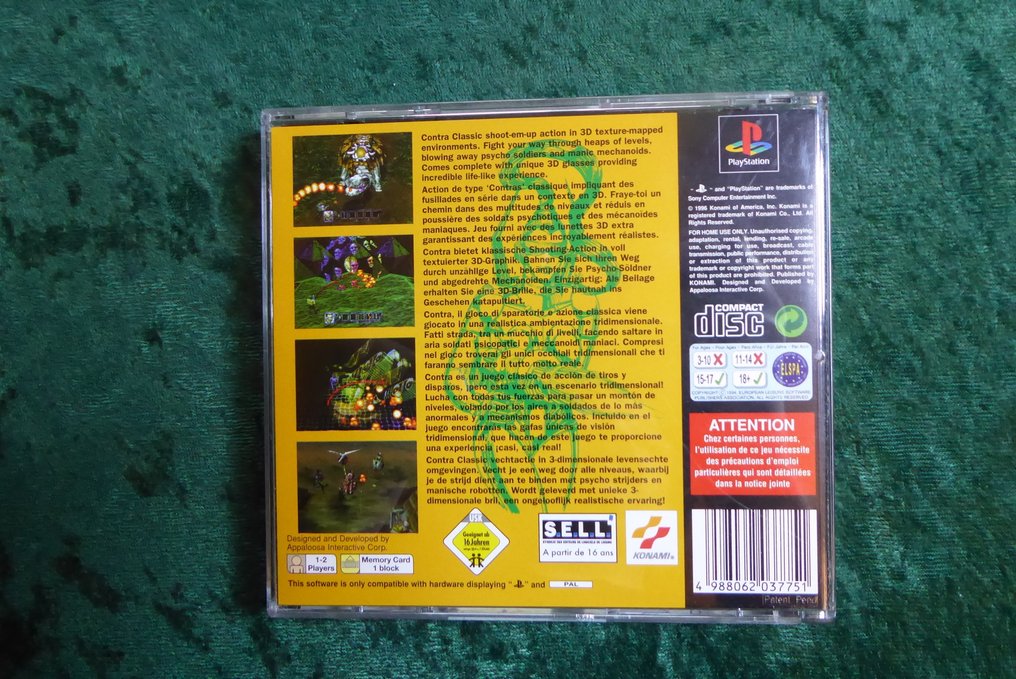 Contra Classic shoot-em-up action in 3D texture-mapped
environments. Fight your way through heaps of levels,
blowing away psycho soldiers and manic mechanoids.
Comes complete with unique 3D glasses providing
incredible life-like experience.
Action de type 'Contras' classique impliquant des
fusillades en série dans un contexte en 3D. Fraye-toi un
chemin dans des multitudes de niveaux et réduis en
poussière des soldats psychotiques et des mécanoides
maniaques. Jeu fourni avec des lunettes 3D extra
garantissant des expériences incroyablement réalistes.
Contra bietet klassische Shooting-Action in voll
textuierter 3D-Graphik. Bahnen Sie sich Ihren Weg
durch unzählige Level, bekämpfen Sie Psycho-Söldner
und abgedrehte Mechanoiden. Einzigartig: Als Beilage
erhalten Sie eine 3D-Brille, die Sie hautnah ins
Geschehen katapultiert.
Contra, il gioco di sparatorie e azione classica viene
giocato in una realistica ambientazione tridimensionale.
Fatti strada, tra un mucchio di livelli, facendo saltare in
aria soldati psicopatici e mecanoidi maniaci. Compresi
nel gioco troverai gli unici occhiali tridimensionali che ti
faranno sembrare il tutto molto reale.
Contra es un juego clásico de acción de tiros y
disparos, ¡pero esta vez en un escenario tridimensional!
Lucha con todas tus fuerzas para pasar un montón de
niveles, volando por los aires a soldados de lo más
anormales y a mecanismos diabólicos. Incluido en el
juego encontrarás las gafas únicas de visión
tridimensional, que hacen que este juego te proporcione
una experiencia ¡casi, casi real!
Contra Classic vechtactie in 3-dimensionale levensechte
omgevingen. Vecht je een weg door alle niveaus, waarbij
je de strijd dient aan te binden met psycho strijders en
manische robotten. Wordt geleverd met unieke 3-
dimensionale bril, een ongelooflijk realistische ervaring!
Designed and Developed by
Appaloosa Interactive Corp.
1-2
Players
Memory Card
1 block
This software is only compatible with hardware displaying " " and PAL
USK
Geeignet ab
16 Jahren
S.E.L.L
A partir de 16 ans
KONAMI®
PlayStation
" " and "PlayStation" are trademarks of
Sony Computer Entertainment Inc.
© 1996 Konami of America, Inc. Konami is a
registered trademark of Konami Co., Ltd. All
Rights Reserved.
FOR HOME USE ONLY. Unauthorised copying,
adaptation, rental, lending, re-sale, arcade
use, charging for use, broadcast, cable
transmission, public performance, distribution
or extraction of this product or any
trademark or copyright work that forms part
of this product are prohibited. Published by
KONAMI. Designed and Developed by
Appaloosa Interactive Corp.
COMPACT
disc
3-10
11-14
15-17
18+
ELSPA
COPYRIGHT © 1994 EUROPEAN LEISURE SOFTWARE
PUBLISHERS ASSOCIATION. ALL RIGHTS RESERVED.
ATTENTION
Chez certaines personnes,
l'utilisation de ce jeu nécessite
des précautions d'emploi
particulières qui sont détaillées
dans la notice jointe
4 988062 037751
Patent Pend